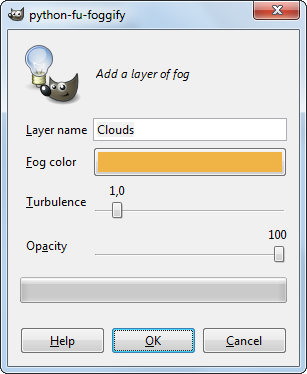 python-fu-foggify
Add a layer of fog
Layer name Clouds
Fog color
1,0
Turbulence
100
Opacity
Help OK Cancel